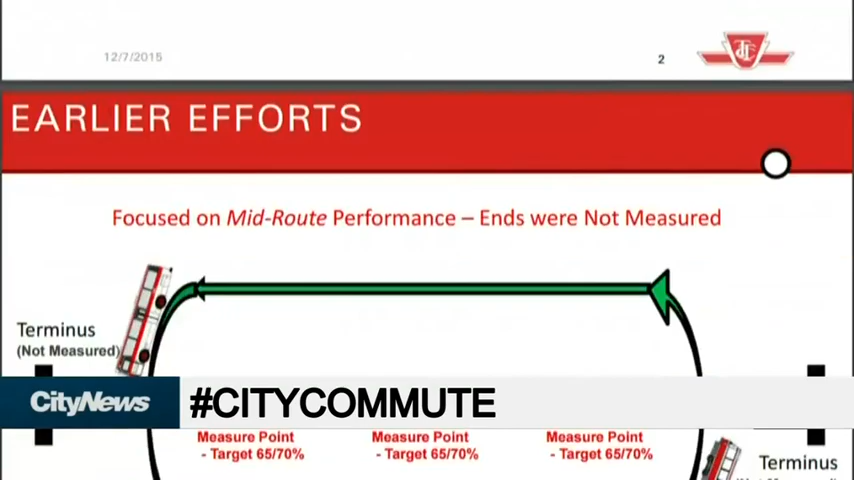 12/7/2015
2
TTC
EARLIER EFFORTS
Focused on Mid-Route Performance – Ends were Not Measured
Terminus
(Not Measured)
CityNews
#CITYCOMMUTE
Measure Point
- Target 65/70%
Measure Point
- Target 65/70%
Measure Point
- Target 65/70%
Terminus